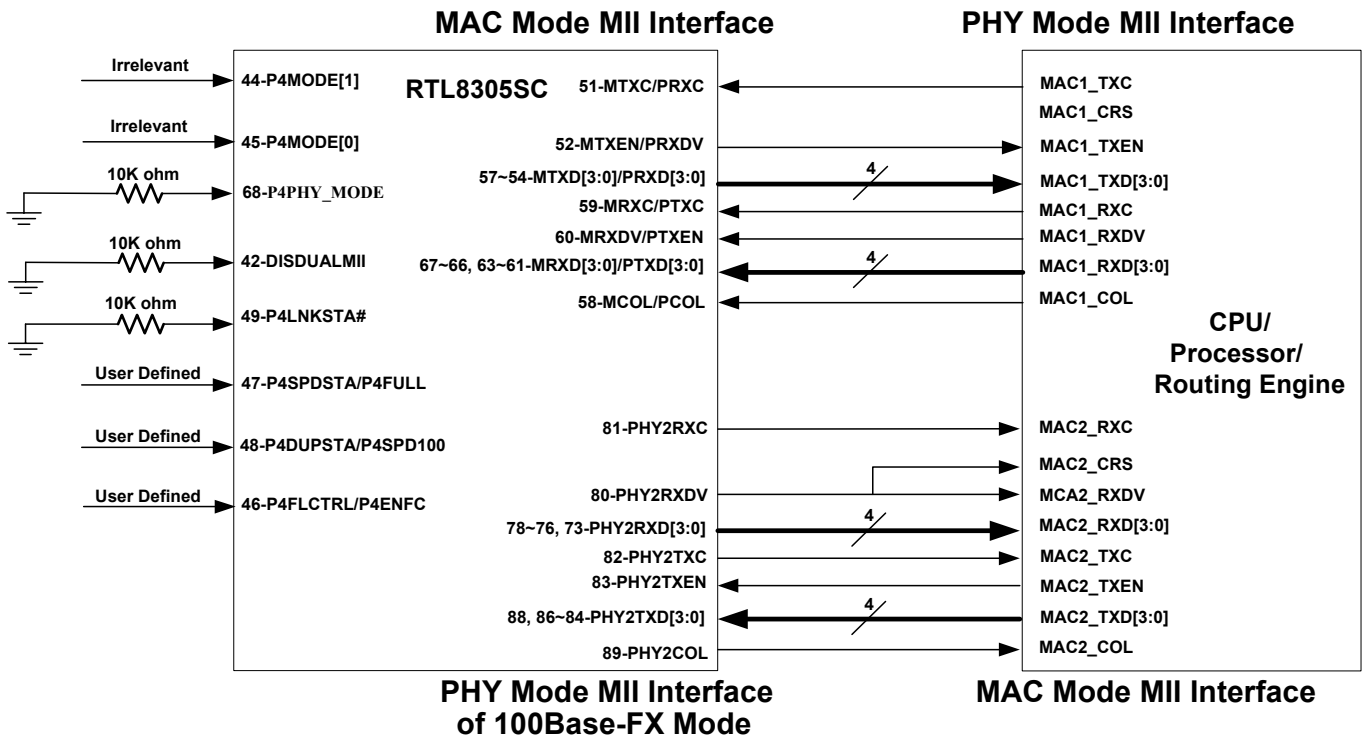 MAC Mode MII Interface
PHY Mode MII Interface
Irrelevant
44-P4MODE[1]
RTL8305SC
51-MTXC/PRXC
MAC1_TXC
MAC1_CRS
Irrelevant
45-P4MODE[0]
52-MTXEN/PRXDV
MAC1_TXEN
10K ohm
68-P4PHY_MODE
57~54-MTXD[3:0]/PRXD[3:0]
4
MAC1_TXD[3:0]
59-MRXC/PTXC
MAC1_RXC
60-MRXDV/PTXEN
MAC1_RXDV
10K ohm
42-DISDUALMII
67~66, 63~61-MRXD[3:0]/PTXD[3:0]
4
MAC1_RXD[3:0]
10K ohm
49-P4LNKSTA#
58-MCOL/PCOL
MAC1_COL
CPU/
Processor/
Routing Engine
User Defined
47-P4SPDSTA/P4FULL
81-PHY2RXC
MAC2_RXC
User Defined
48-P4DUPSTA/P4SPD100
MAC2_CRS
User Defined
46-P4FLCTRL/P4ENFC
80-PHY2RXDV
MCA2_RXDV
78~76, 73-PHY2RXD[3:0]
4
MAC2_RXD[3:0]
82-PHY2TXC
MAC2_TXC
83-PHY2TXEN
MAC2_TXEN
88, 86~84-PHY2TXD[3:0]
4
MAC2_TXD[3:0]
89-PHY2COL
MAC2_COL
PHY Mode MII Interface
of 100Base-FX Mode
MAC Mode MII Interface